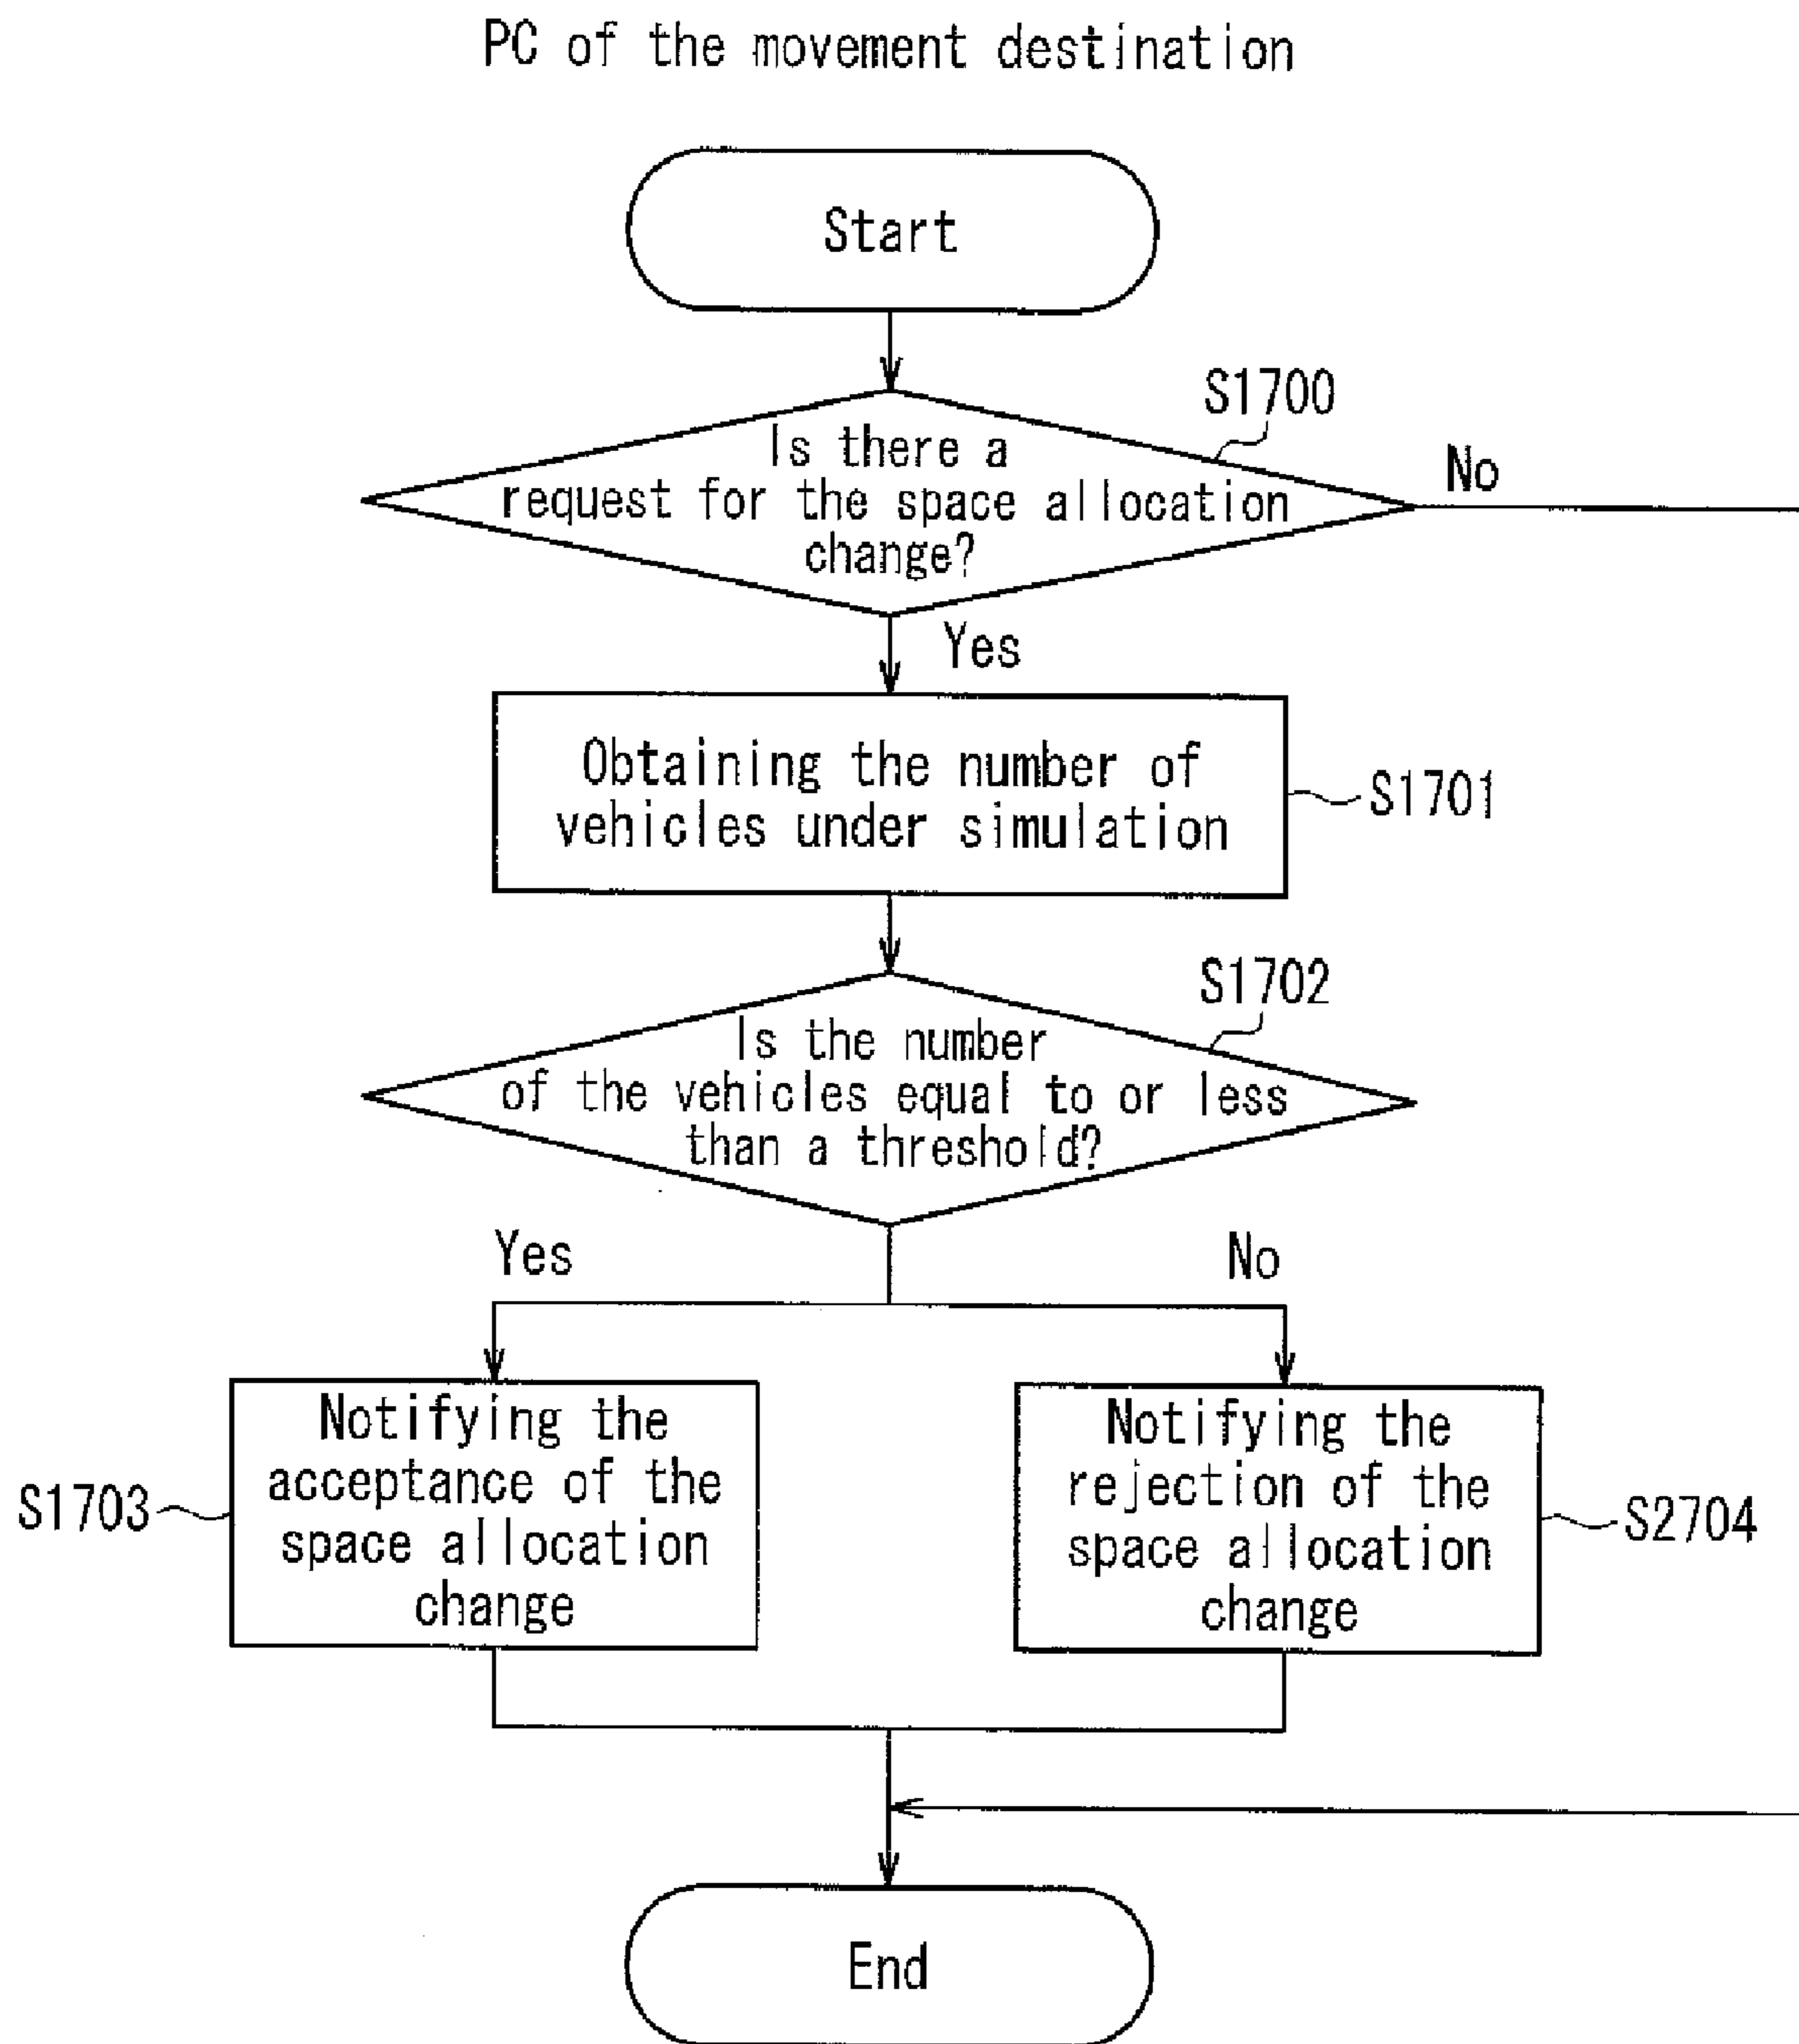 PC of the movement destination
Start
S1700
Is there a
request for the space allocation
change?
No
Yes
Obtaining the number of
vehicles under simulation
S1701
S1702
Is the number
of the vehicles equal to or less
than a threshold?
Yes
No
Notifying the
acceptance of the
space allocation
change
S1703
Notifying the
rejection of the
space allocation
change
S2704
End